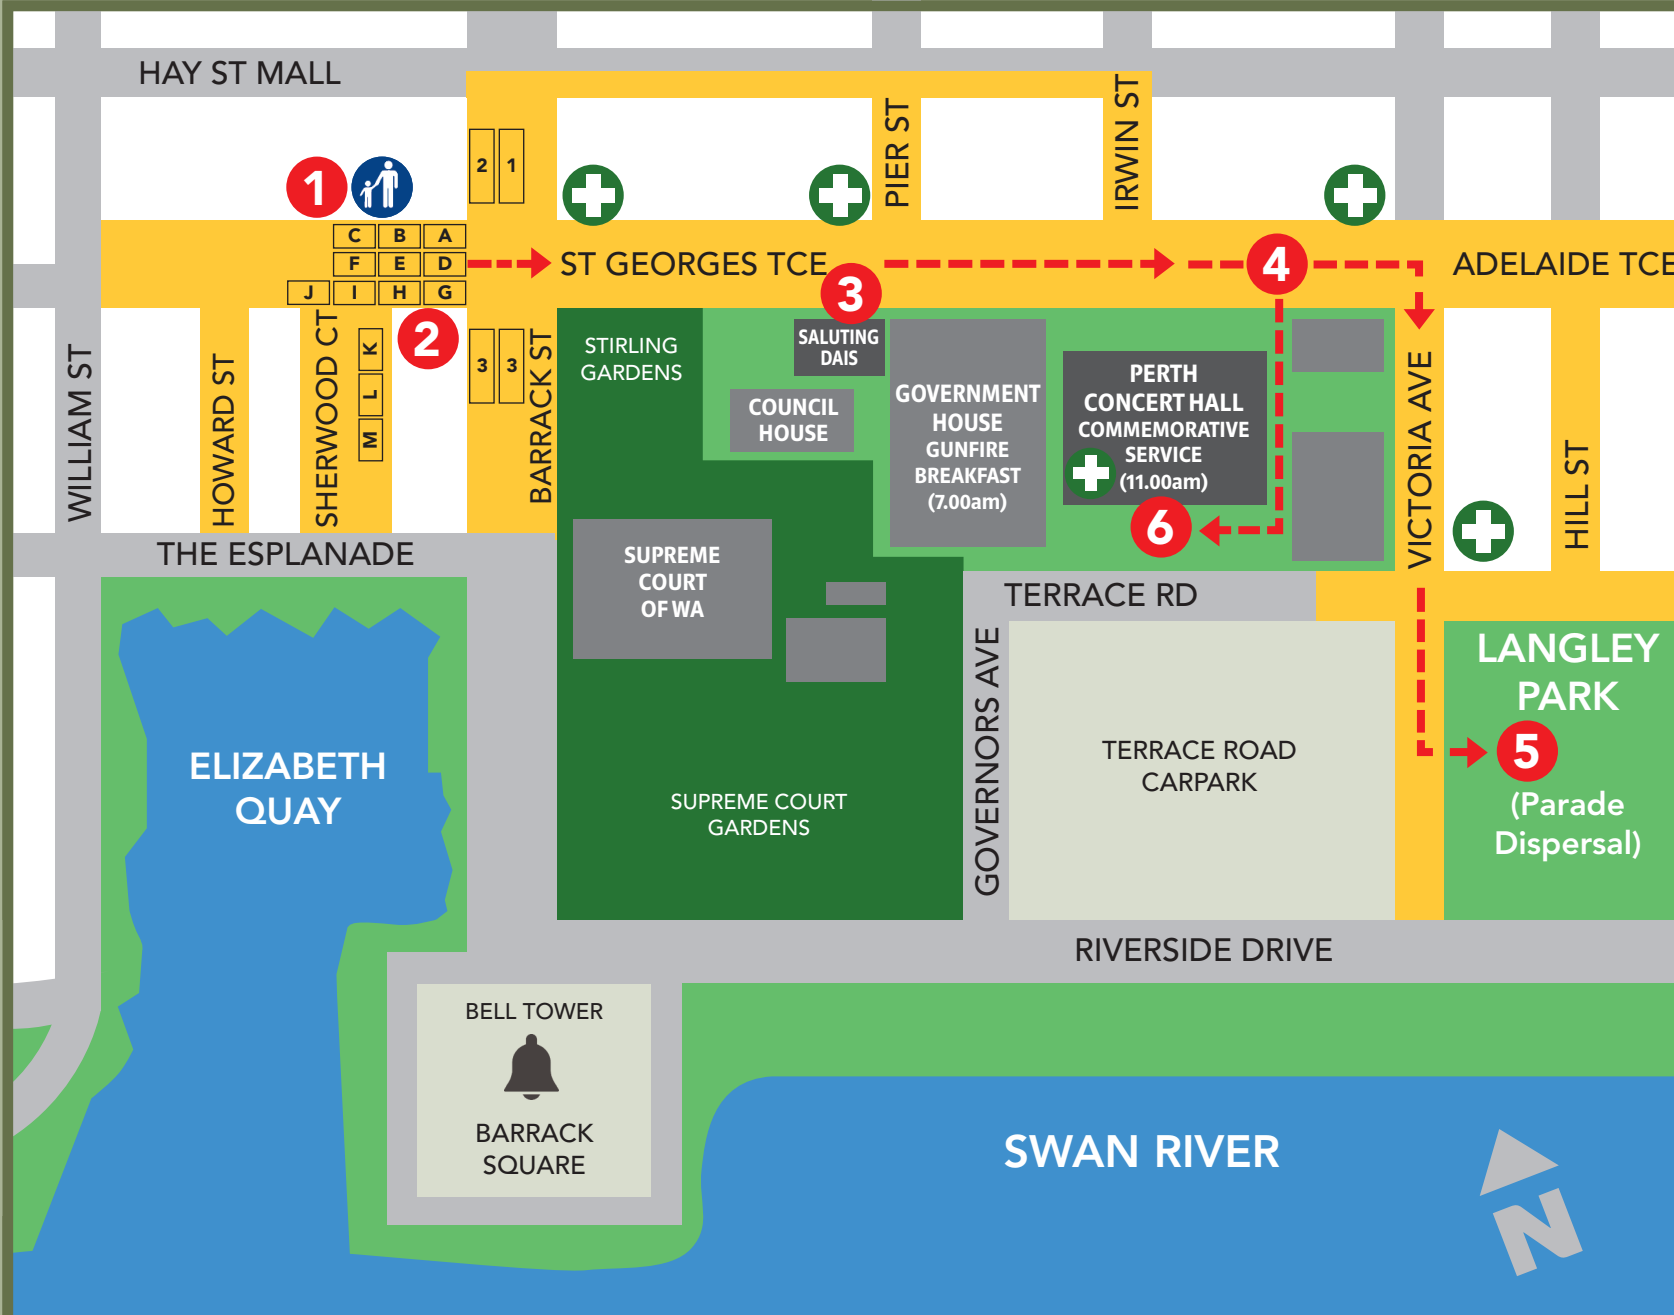 HAY ST MALL
IRWIN ST
PIER ST
2
1
1
C
B
A
F
E
D
J
I
H
G
ST GEORGES TCE
4
ADELAIDE TCE
3
2
K
L
M
3
3
WILLIAM ST
HOWARD ST
SHERWOOD CT
BARRACK ST
STIRLING
GARDENS
SALUTING
DAIS
COUNCIL
HOUSE
GOVERNMENT
HOUSE
GUNFIRE
BREAKFAST
(7.00am)
PERTH
CONCERT HALL
COMMEMORATIVE
SERVICE
(11.00am)
6
VICTORIA AVE
HILL ST
THE ESPLANADE
SUPREME
COURT
OF WA
TERRACE RD
GOVERNORS AVE
LANGLEY
PARK
5
(Parade
Dispersal)
TERRACE ROAD
CARPARK
ELIZABETH
QUAY
SUPREME COURT
GARDENS
RIVERSIDE DRIVE
BELL TOWER
BARRACK
SQUARE
SWAN RIVER
N